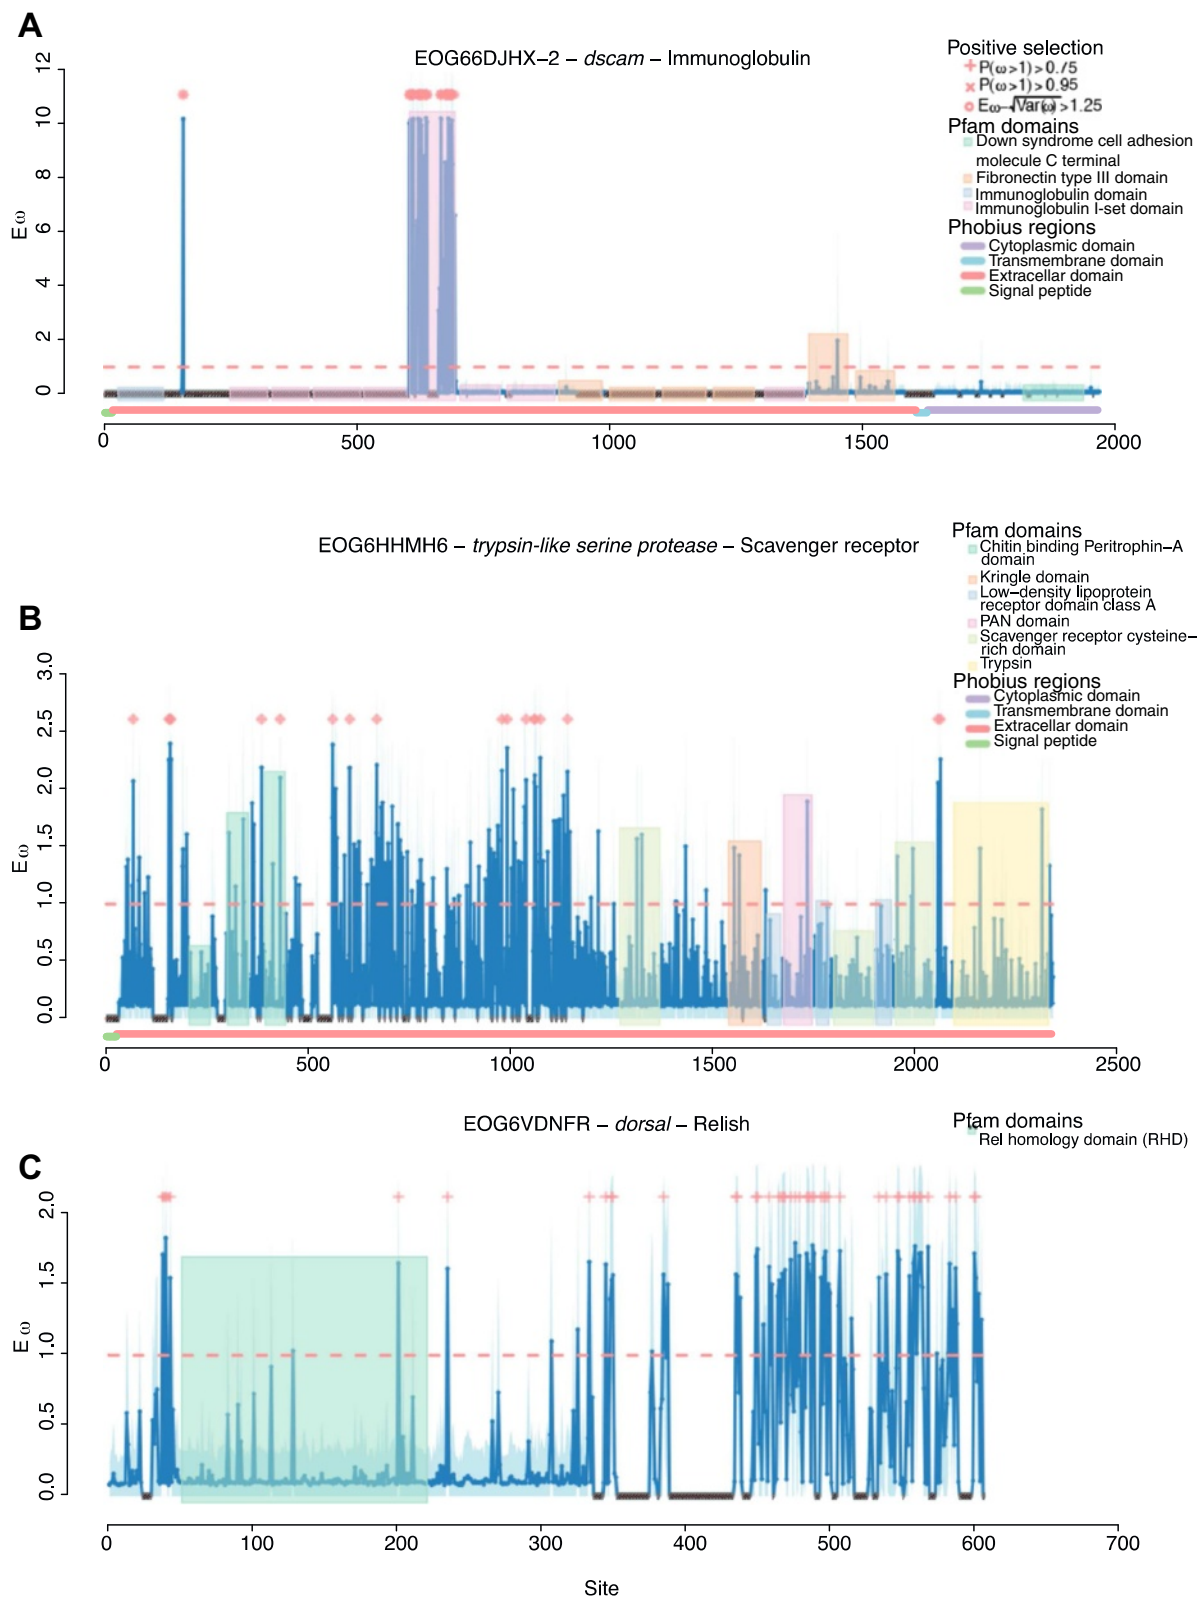 A
EOG66DJHX–2 – dscam – Immunoglobulin
Positive selection
P(ω>1)>0.75
P(ω>1)>0.95
Eω–√Var(ω)>1.25
Pfam domains
Down syndrome cell adhesion
molecule C terminal
Fibronectin type III domain
Immunoglobulin domain
Immunoglobulin I-set domain
Phobius regions
Cytoplasmic domain
Transmembrane domain
Extracellar domain
Signal peptide
Eω
12
10
8
6
4
2
0
0 500 1000 1500 2000
EOG6HHMH6 – trypsin-like serine protease – Scavenger receptor
Pfam domains
Chitin binding Peritrophin–A
domain
Kringle domain
Low–density lipoprotein
receptor domain class A
PAN domain
Scavenger receptor cysteine–
rich domain
Trypsin
Phobius regions
Cytoplasmic domain
Transmembrane domain
Extracellar domain
Signal peptide
B
Eω
3.0
2.5
2.0
1.5
1.0
0.5
0.0
0 500 1000 1500 2000 2500
EOG6VDNFR – dorsal – Relish
Pfam domains
Rel homology domain (RHD)
C
Eω
2.0
1.5
1.0
0.5
0.0
0 100 200 300 400 500 600 700
Site